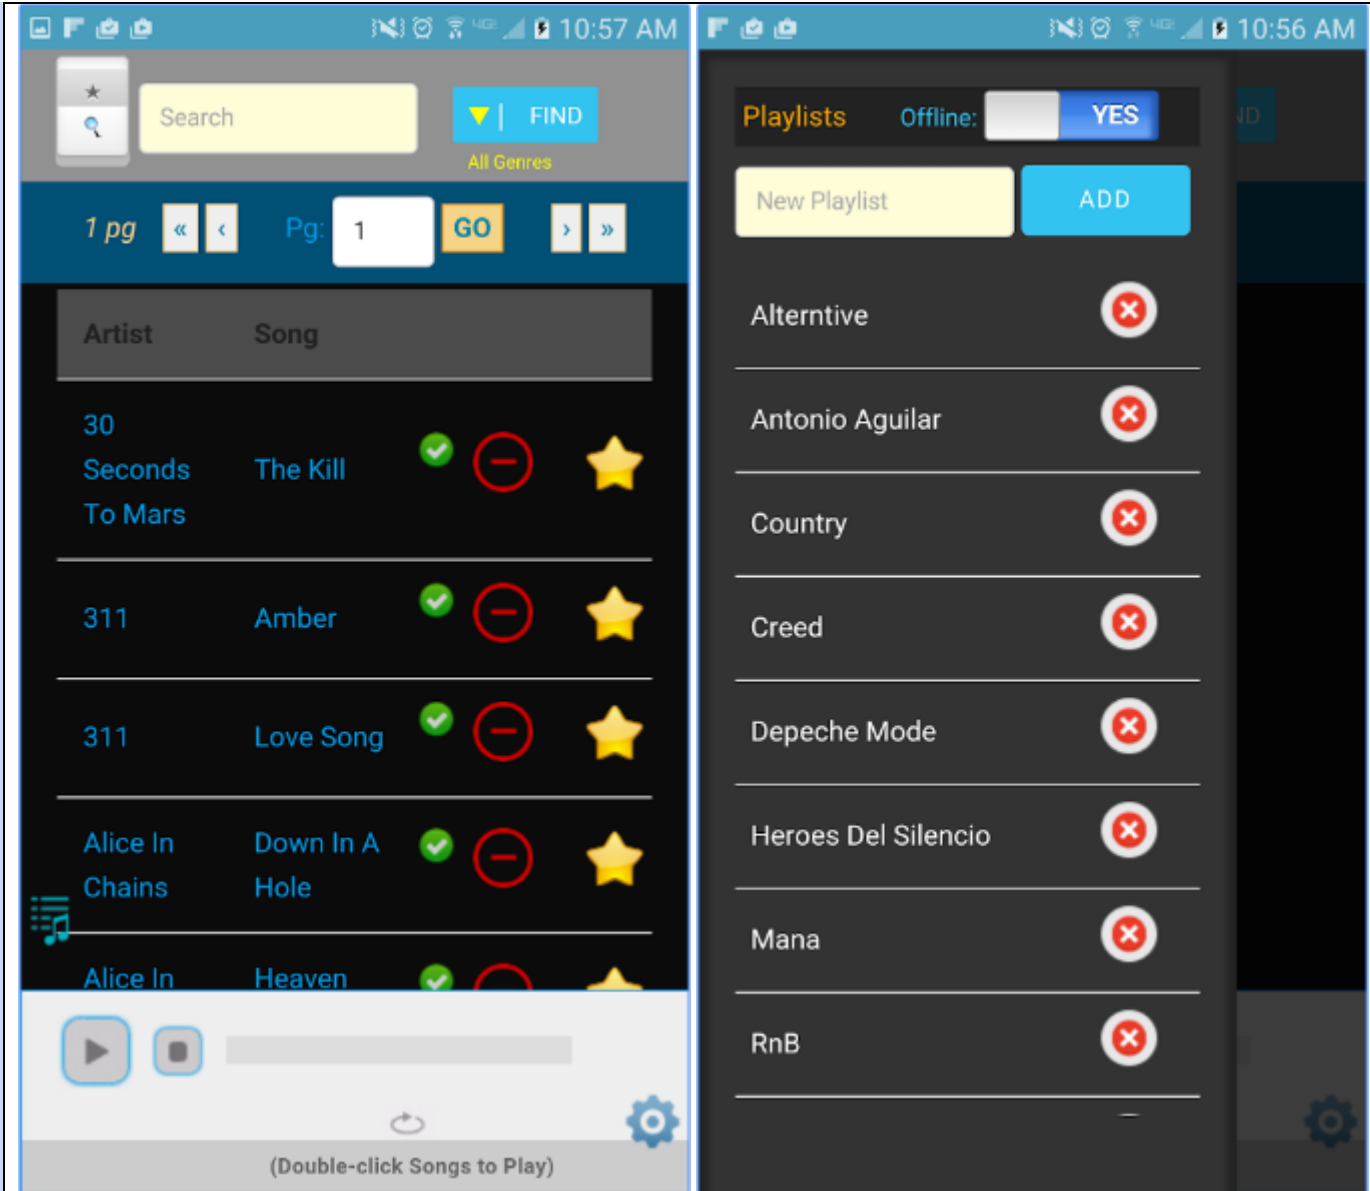 10:57 AM
Search
FIND
All Genres
1 pg « ‹ Pg: 1 GO › »
Artist Song
30
Seconds The Kill
To Mars
311 Amber
311 Love Song
Alice In Down In A
Chains Hole
Alice In Heaven
(Double-click Songs to Play)
4G 10:56 AM
Playlists Offline: YES
New Playlist ADD
Alterntive
Antonio Aguilar
Country
Creed
Depeche Mode
Heroes Del Silencio
Mana
RnB